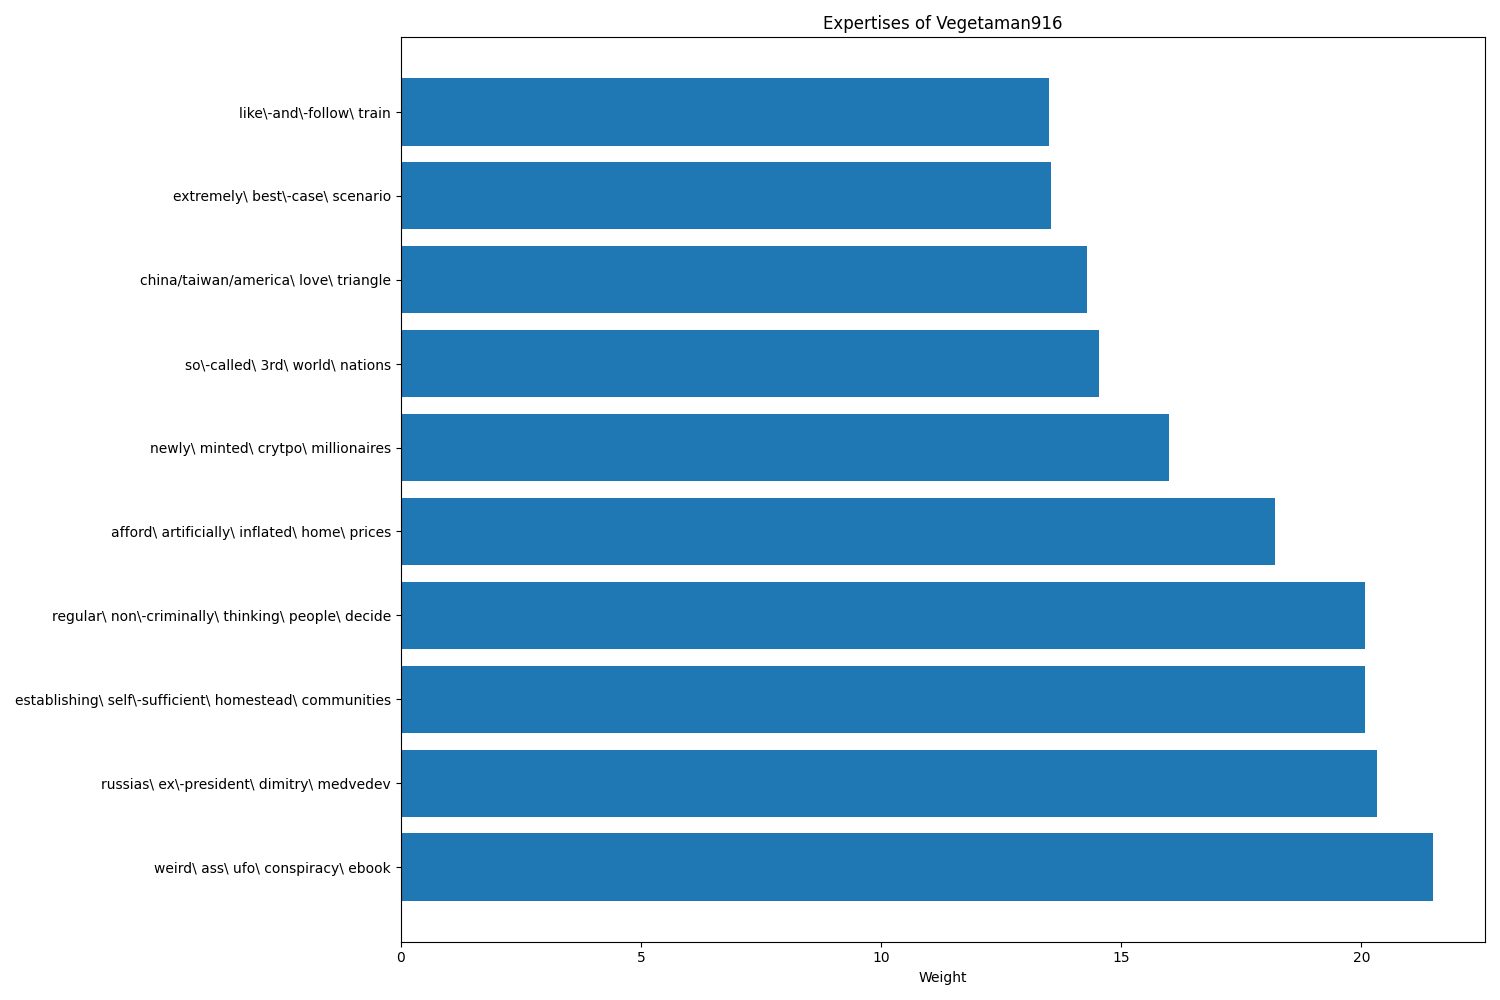 Expertises of Vegetaman916
like\-and\-follow\ train
extremely\ best\-case\ scenario
china/taiwan/america\ love\ triangle
so\-called\ 3rd\ world\ nations
newly\ minted\ crytpo\ millionaires
afford\ artificially\ inflated\ home\ prices
regular\ non\-criminally\ thinking\ people\ decide
establishing\ self\-sufficient\ homestead\ communities
russias\ ex\-president\ dimitry\ medvedev
weird\ ass\ ufo\ conspiracy\ ebook
0 5 10 15 20
Weight